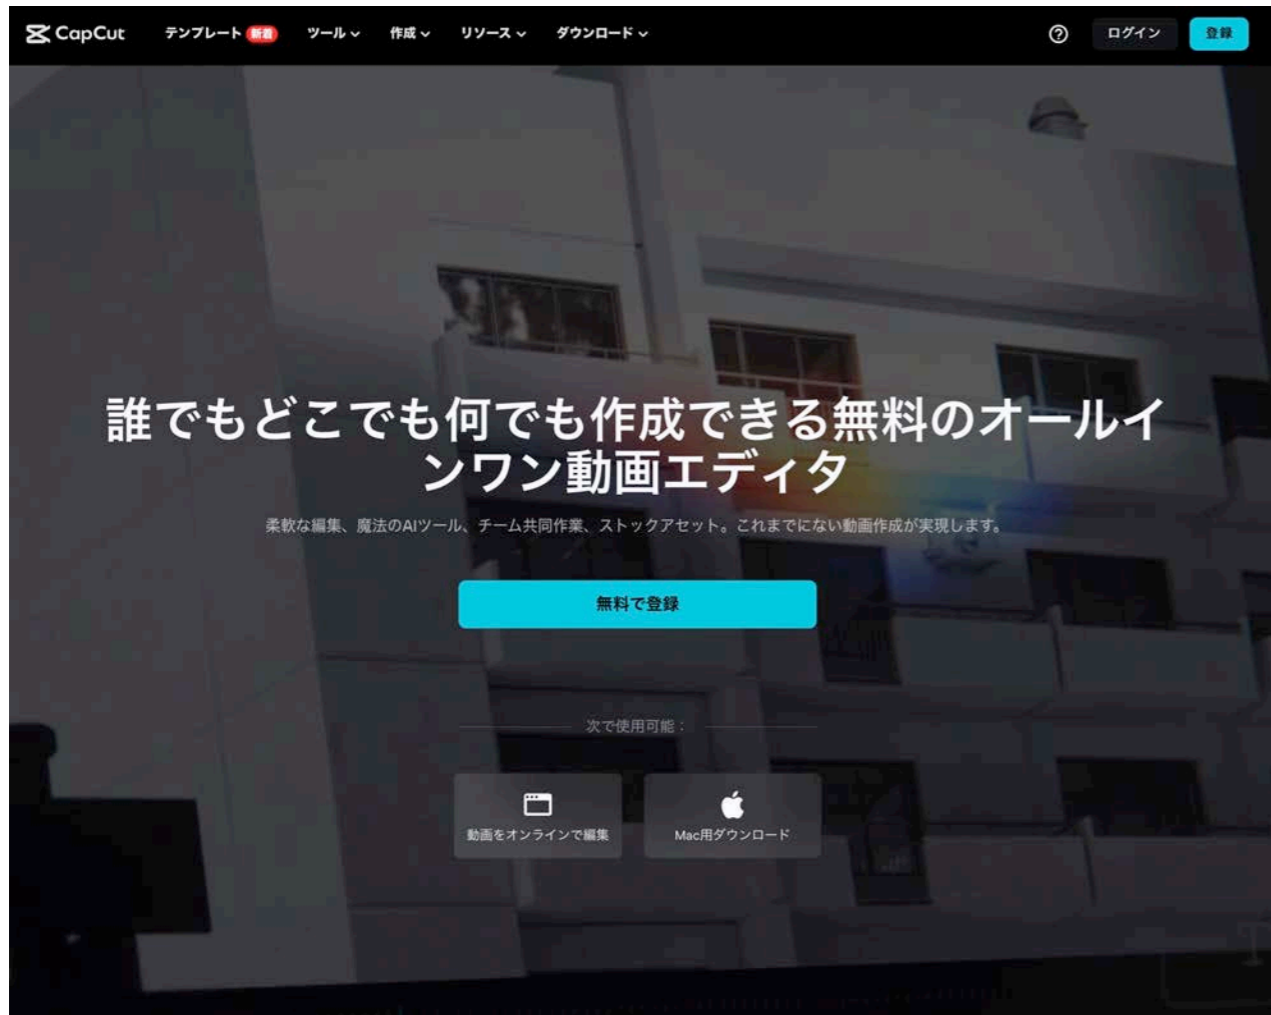 CapCut
テンプレート 新着
ツール
作成
リソース
ダウンロード
ログイン
登録
誰でもどこでも何でも作成できる無料のオールイ
ンワン動画エディタ
柔軟な編集、魔法のAIツール、チーム共同作業、ストックアセット。これまでにない動画作成が実現します。
無料で登録
次で使用可能：
動画をオンラインで編集
Mac用ダウンロード